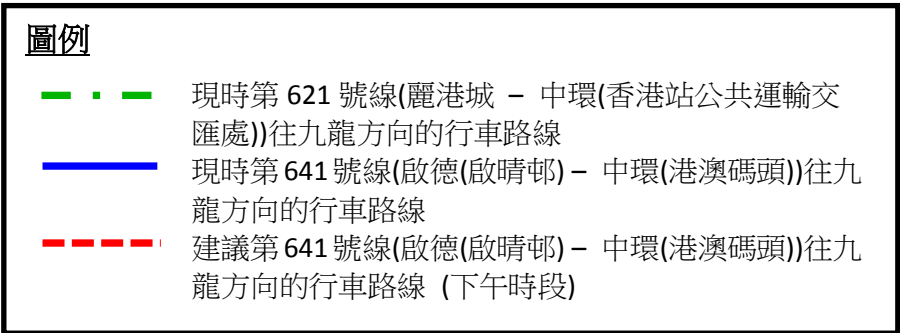 圖例
現時第 621 號線(麗港城 – 中環(香港站公共運輸交
匯處))往九龍方向的行車路線
現時第 641 號線(啟德(啟晴邨) – 中環(港澳碼頭))往九
龍方向的行車路線
建議第 641 號線(啟德(啟晴邨) – 中環(港澳碼頭))往九
龍方向的行車路線 (下午時段)